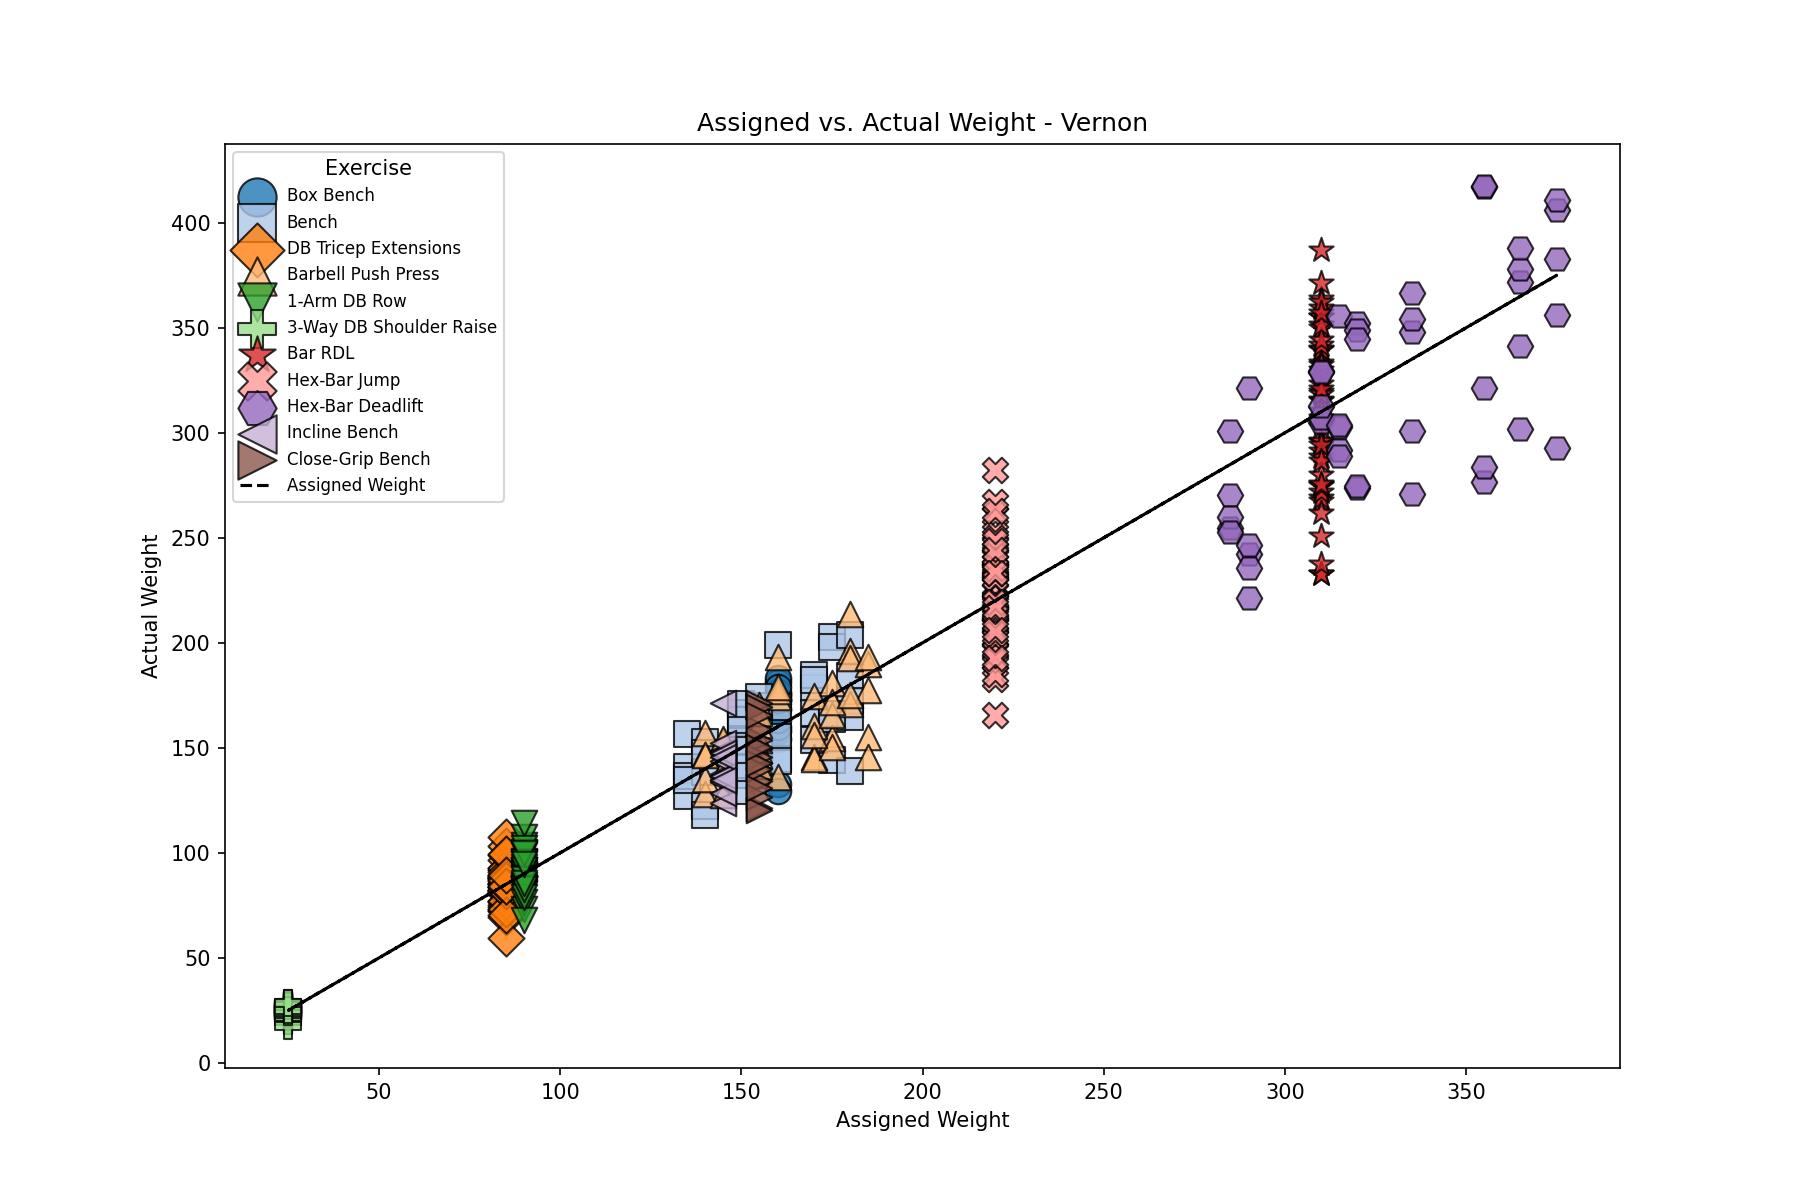 Assigned vs. Actual Weight - Vernon
Exercise
Box Bench
Bench
DB Tricep Extensions
Barbell Push Press
1-Arm DB Row
3-Way DB Shoulder Raise
Bar RDL
Hex-Bar Jump
Hex-Bar Deadlift
Incline Bench
Close-Grip Bench
Assigned Weight
Actual Weight
400
350
300
250
200
150
100
50
0
50 100 150 200 250 300 350
Assigned Weight